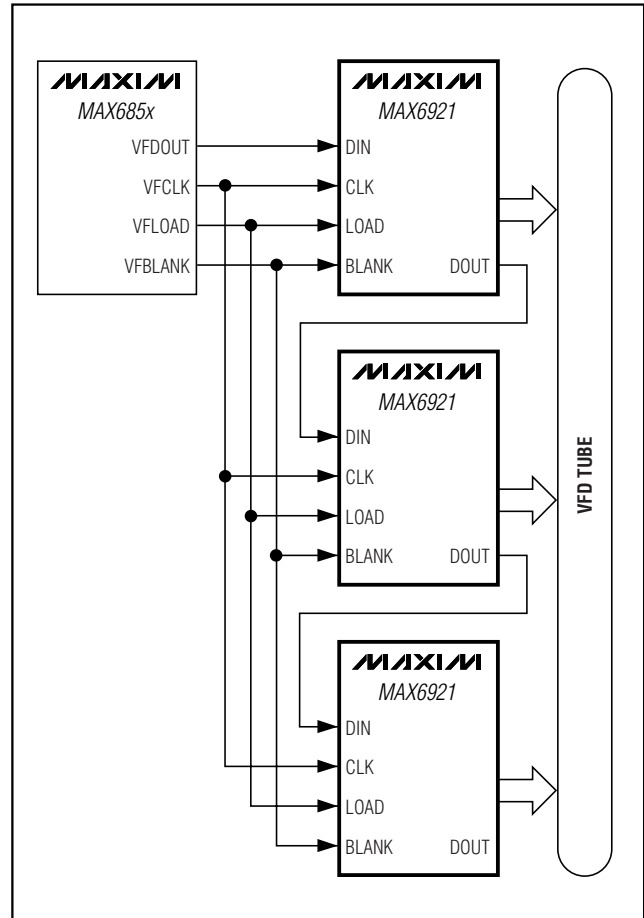 MAXIM
MAX685x
VFDOUT
VFCLK
VFLOAD
VFBLANK
MAXIM
MAX6921
DIN
CLK
LOAD
BLANK DOUT
MAXIM
MAX6921
DIN
CLK
LOAD
BLANK DOUT
MAXIM
MAX6921
DIN
CLK
LOAD
BLANK DOUT
VFD TUBE